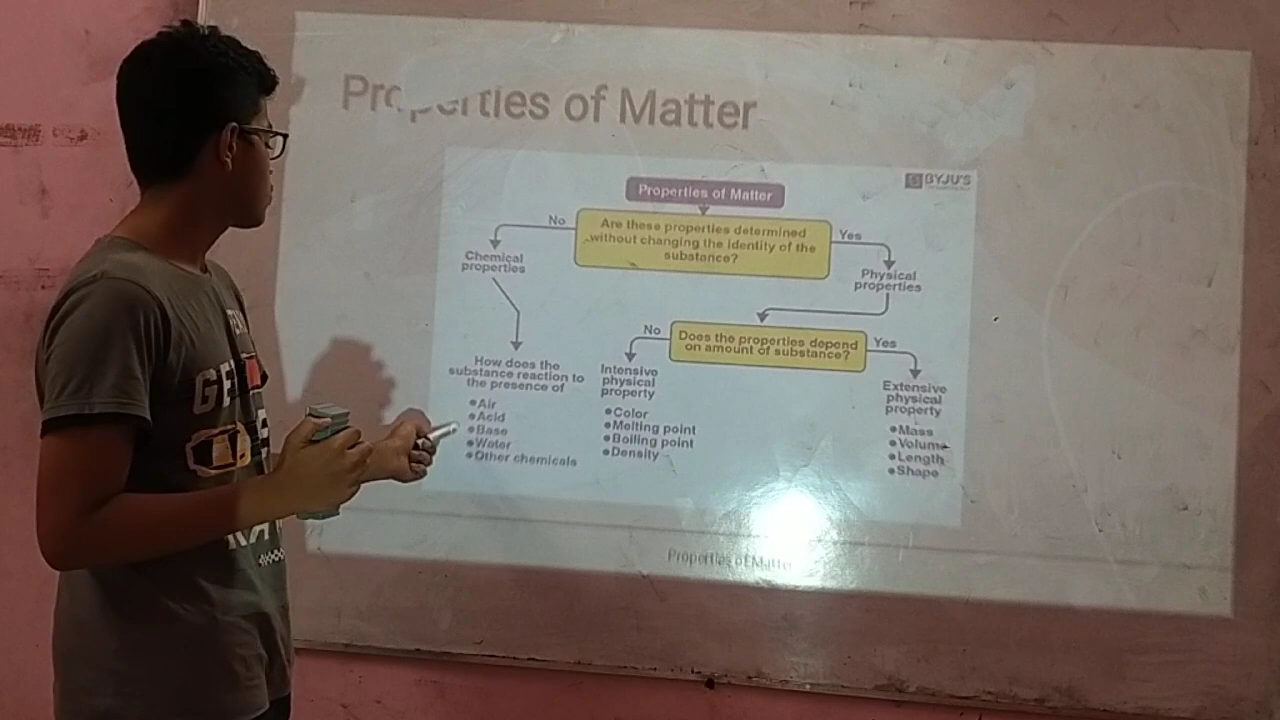 Properties of Matter
BYJU'S
Properties of Matter
No
Are these properties determined
without changing the identity of the
substance?
Yes
Chemical
properties
Physical
properties
No
Does the properties depend
on amount of substance?
Yes
How does the
substance reaction to
the presence of
•Air
•Acid
•Base
•Water
•Other chemicals
Intensive
physical
property
•Color
•Melting point
•Boiling point
•Density
Extensive
physical
property
•Mass
•Volume
•Length
•Shape
Properties of Matter